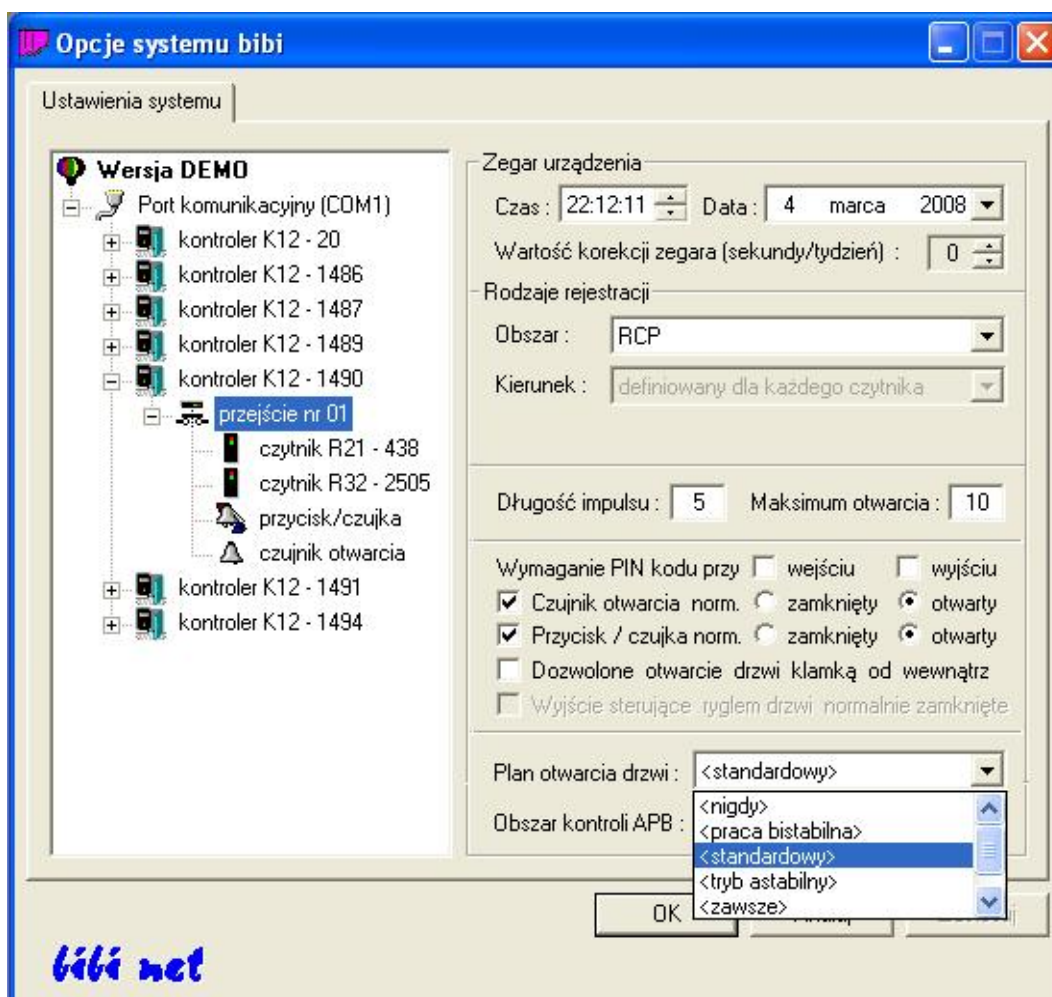 Opcje systemu bibi
Ustawienia systemu
Wersja DEMO
Port komunikacyjny (COM1)
kontroler K12 - 20
kontroler K12 - 1486
kontroler K12 - 1487
kontroler K12 - 1489
kontroler K12 - 1490
przejście nr 01
czytnik R21 - 438
czytnik R32 - 2505
przycisk/czujka
czujnik otwarcia
kontroler K12 - 1491
kontroler K12 - 1494
Zegar urządzenia
Czas : 22:12:11 Data : 4 marca 2008
Wartość korekcji zegara (sekundy/tydzień) : 0
Rodzaje rejestracji
Obszar : RCP
Kierunek : definiowany dla każdego czytnika
Długość impulsu : 5 Maksimum otwarcia : 10
Wymaganie PIN kodu przy wejściu wyjściu
Czujnik otwarcia norm. zamknięty otwarty
Przycisk / czujka norm. zamknięty otwarty
Dozwolone otwarcie drzwi klamką od wewnątrz
Wyjście sterujące ryglem drzwi normalnie zamknięte
Plan otwarcia drzwi : <standardowy>
Obszar kontroli APB :
<nigdy>
<praca bistabilna>
<standardowy>
<tryb astabilny>
<zawsze>
OK
bibi net